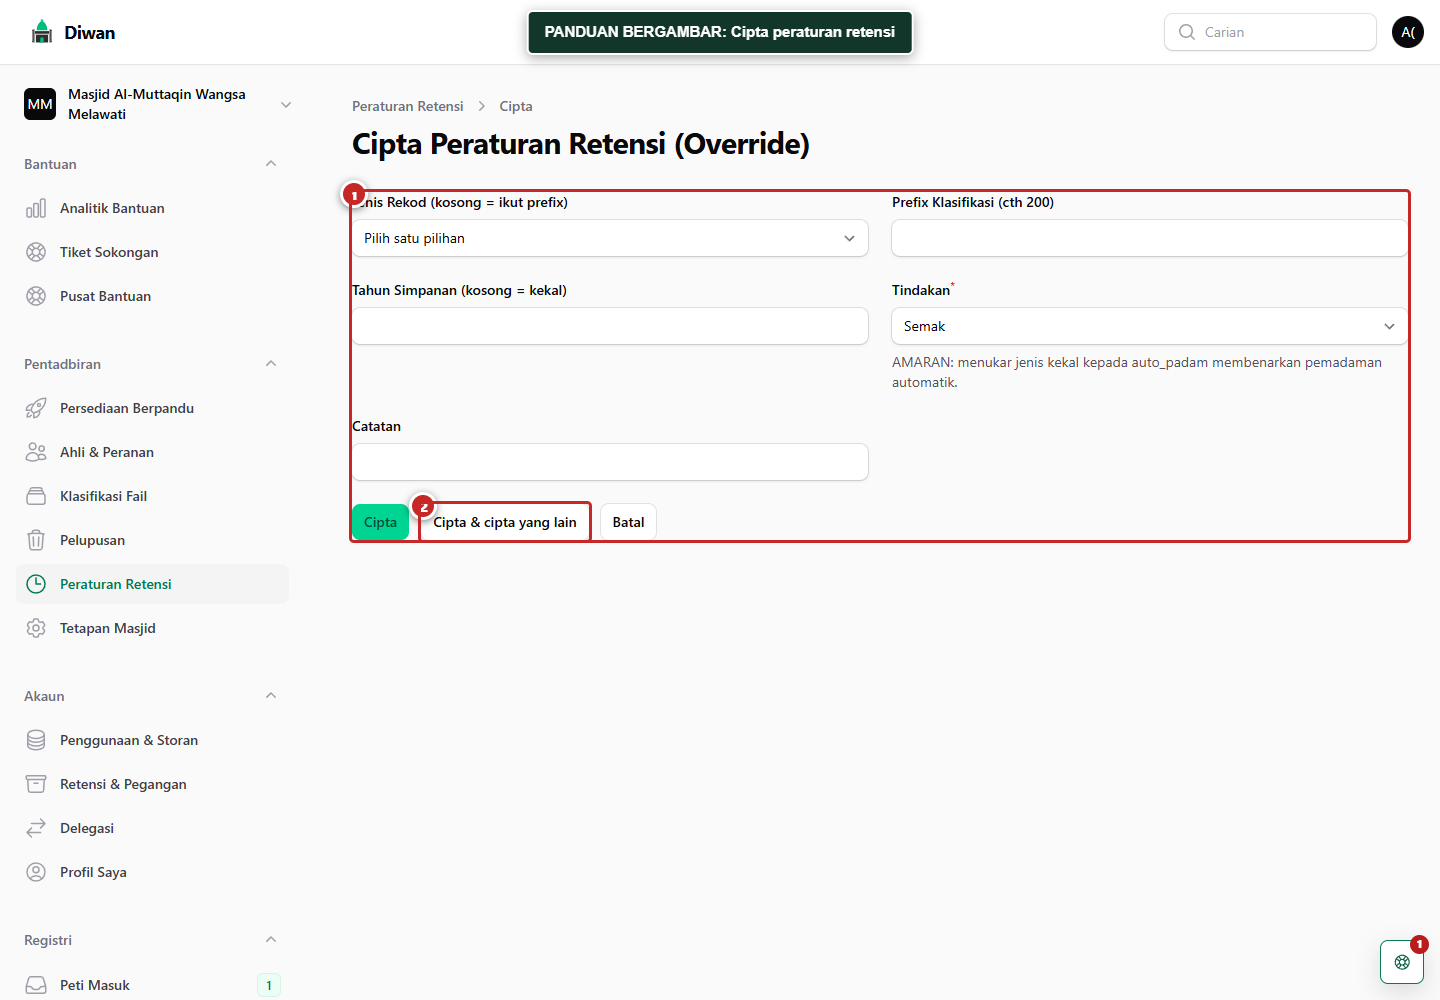 Diwan
PANDUAN BERGAMBAR: Cipta peraturan retensi
Carian
A(
MM
Masjid Al-Muttaqin Wangsa
Melawati
Bantuan
Analitik Bantuan
Tiket Sokongan
Pusat Bantuan
Pentadbiran
Persediaan Berpandu
Ahli & Peranan
Klasifikasi Fail
Pelupusan
Peraturan Retensi
Tetapan Masjid
Akaun
Penggunaan & Storan
Retensi & Pegangan
Delegasi
Profil Saya
Registri
Peti Masuk
1
Peraturan Retensi
Cipta
Cipta Peraturan Retensi (Override)
1
Rekod (kosong = ikut prefix)
Pilih satu pilihan
Prefix Klasifikasi (cth 200)
Tahun Simpanan (kosong = kekal)
Tindakan*
Semak
AMARAN: menukar jenis kekal kepada auto_padam membenarkan pemadaman
automatik.
Catatan
Cipta
2
Cipta & cipta yang lain
Batal
1